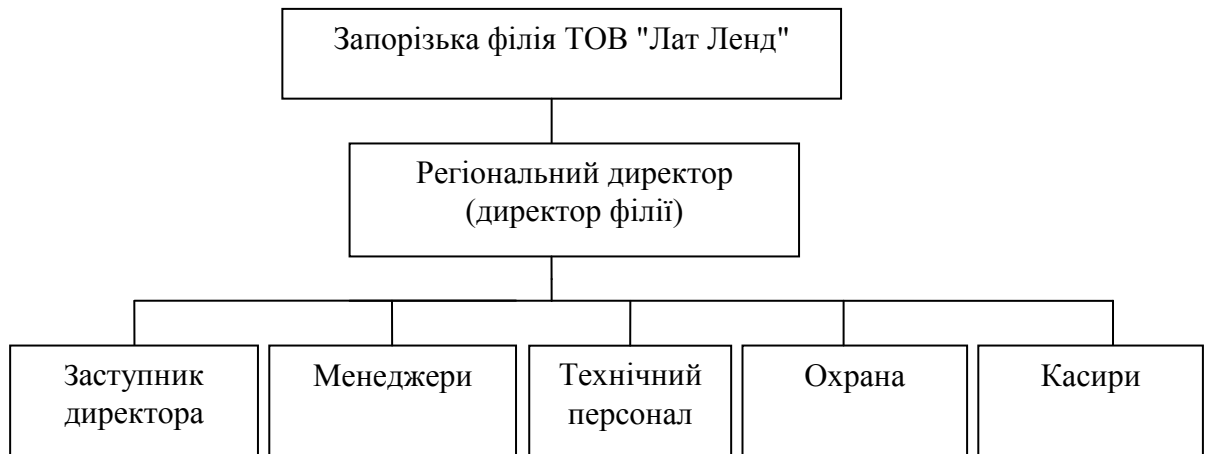 Запорізька філія ТОВ "Лат Ленд"
Регіональний директор
(директор філії)
Заступник
директора
Менеджери
Технічний
персонал
Охрана
Касири